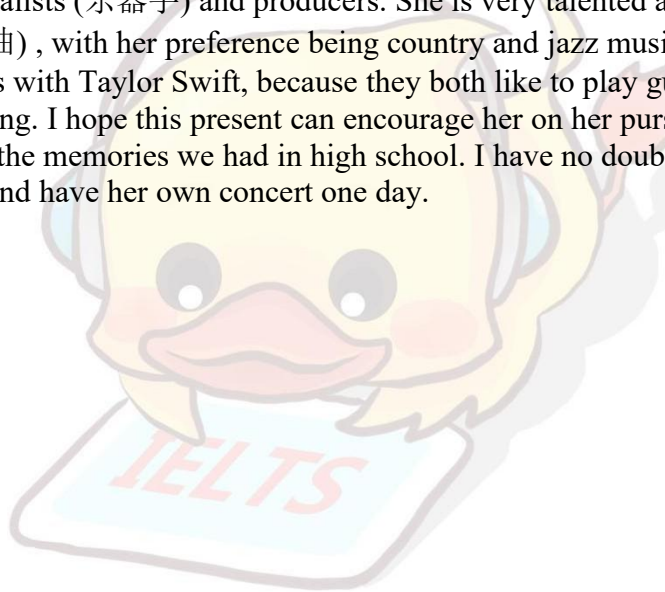 alists (乐器手) and producers. She is very talented a
曲) , with her preference being country and jazz musi
s with Taylor Swift, because they both like to play gu
ng. I hope this present can encourage her on her purs
the memories we had in high school. I have no doub
nd have her own concert one day.
IELTS